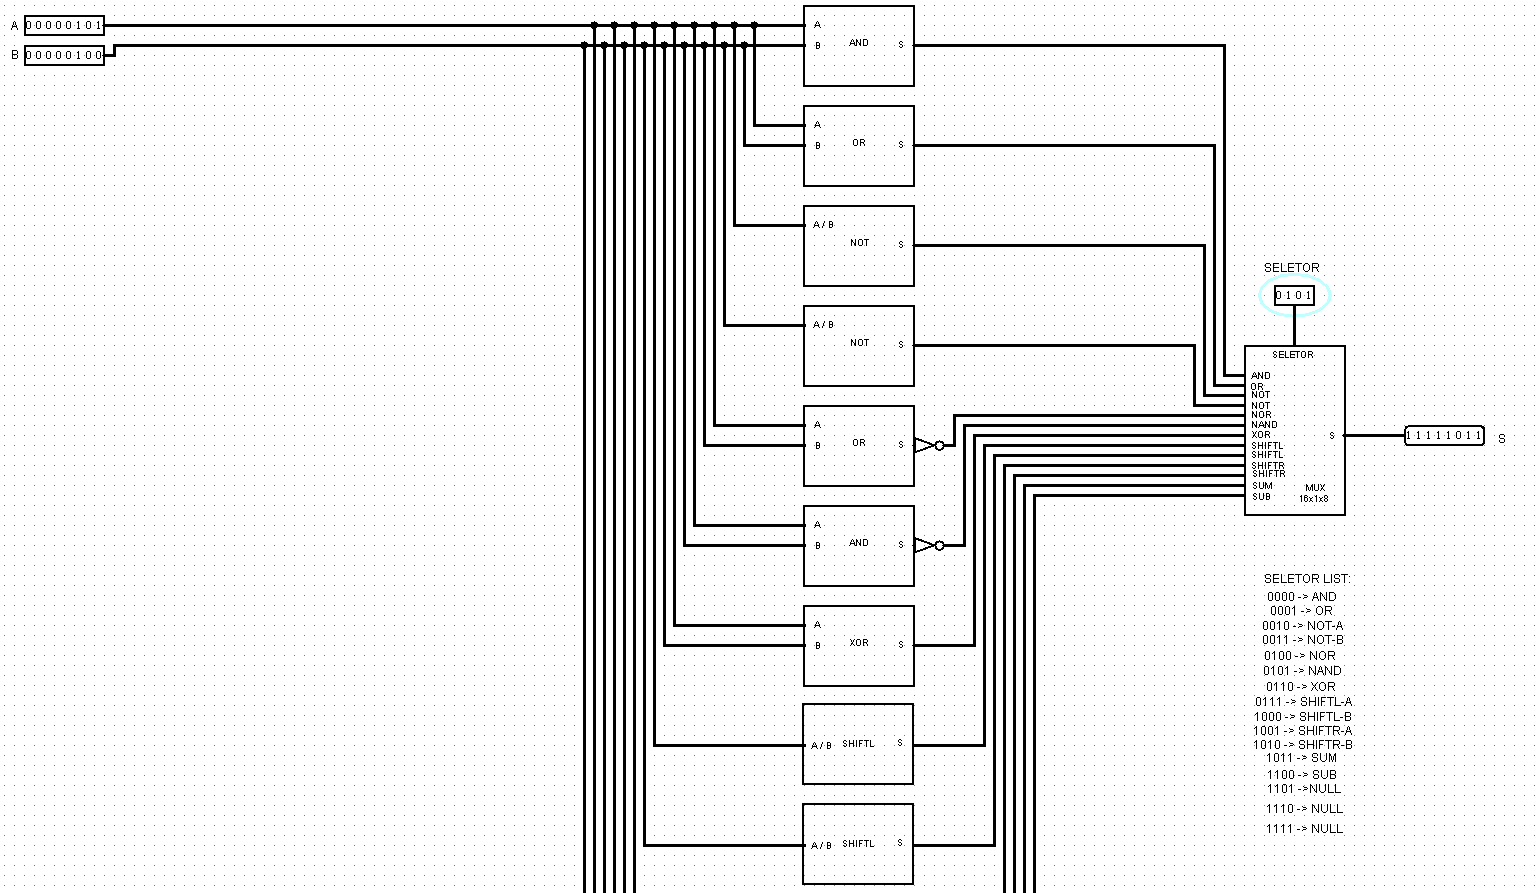 A 00000101
B 00000100
A
B
AND
S
A
B
OR
S
A / B
NOT
S
A / B
NOT
S
A
B
OR
S
A
B
AND
S
A
B
XOR
S
A / B
SHIFTL
S
A / B
SHIFTL
S
SELETOR
0101
SELETOR
AND
OR
NOT
NOT
NOR
NAND
XOR
SHIFTL
SHIFTL
SHIFTR
SHIFTR
SUM
SUB
S
MUX
16x1x8
11111011 S
SELETOR LIST:
0000 -> AND
0001 -> OR
0010 -> NOT-A
0011 -> NOT-B
0100 -> NOR
0101 -> NAND
0110 -> XOR
0111 -> SHIFTL-A
1000 -> SHIFTL-B
1001 -> SHIFTR-A
1010 -> SHIFTR-B
1011 -> SUM
1100 -> SUB
1101 ->NULL
1110 -> NULL
1111 -> NULL